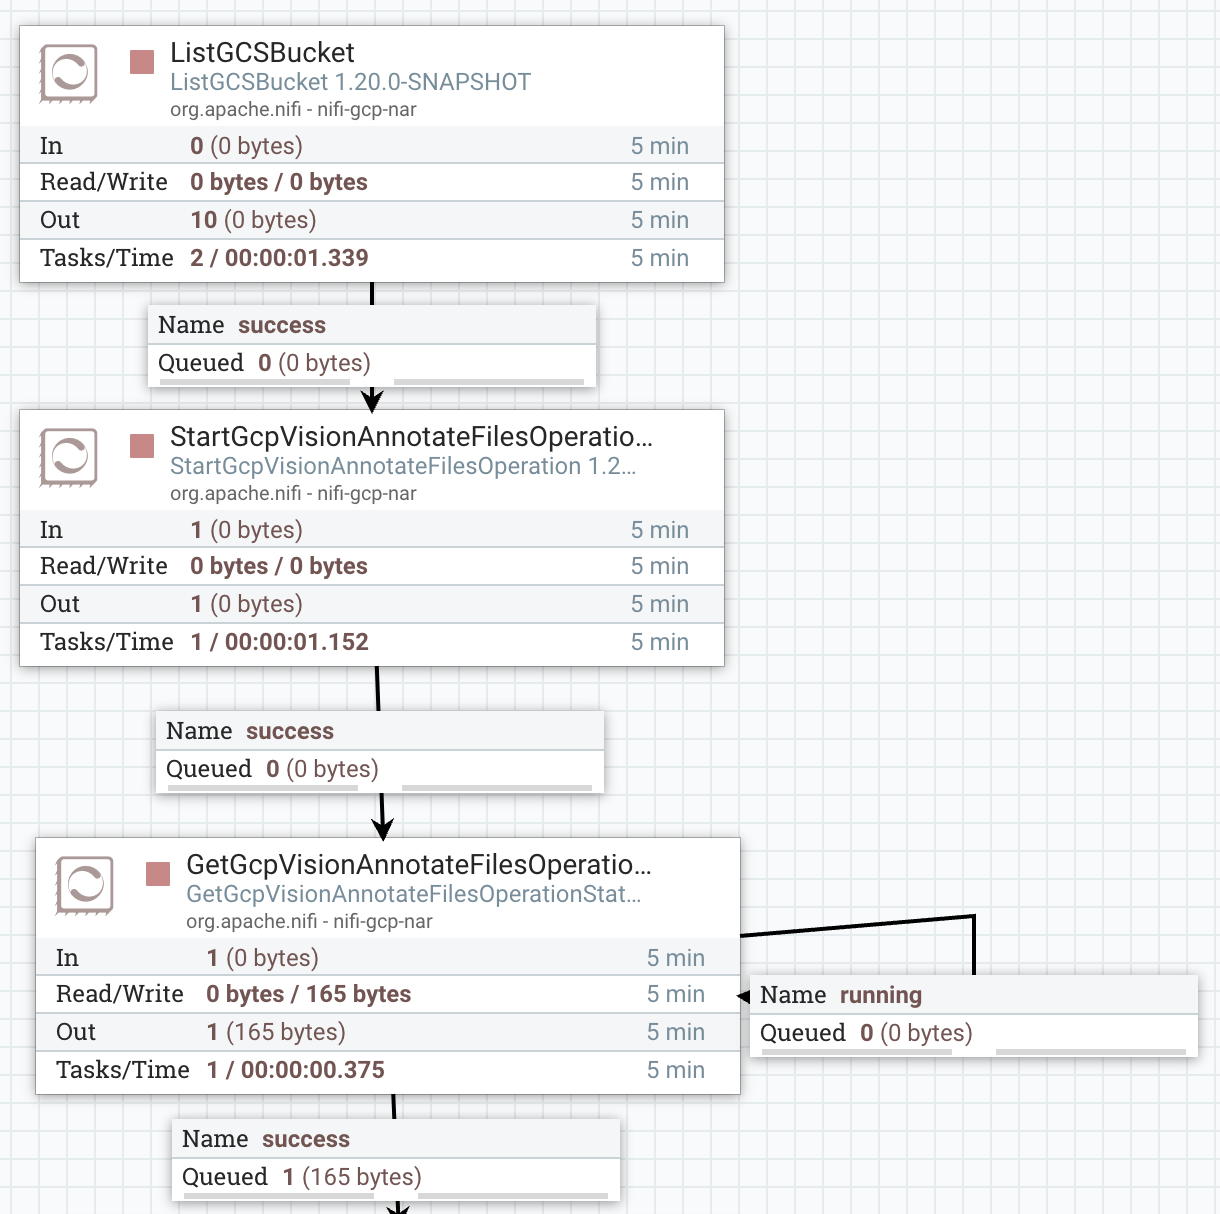 ListGCSBucket
ListGCSBucket 1.20.0-SNAPSHOT
org.apache.nifi - nifi-gcp-nar
In 0 (0 bytes) 5 min
Read/Write 0 bytes / 0 bytes 5 min
Out 10 (0 bytes) 5 min
Tasks/Time 2 / 00:00:01.339 5 min
Name success
Queued 0 (0 bytes)
StartGcpVisionAnnotateFilesOperatio...
StartGcpVisionAnnotateFilesOperation 1.2...
org.apache.nifi - nifi-gcp-nar
In 1 (0 bytes) 5 min
Read/Write 0 bytes / 0 bytes 5 min
Out 1 (0 bytes) 5 min
Tasks/Time 1 / 00:00:01.152 5 min
Name success
Queued 0 (0 bytes)
GetGcpVisionAnnotateFilesOperatio...
GetGcpVisionAnnotateFilesOperationStat...
org.apache.nifi - nifi-gcp-nar
In 1 (0 bytes) 5 min
Read/Write 0 bytes / 165 bytes 5 min
Out 1 (165 bytes) 5 min
Tasks/Time 1 / 00:00:00.375 5 min
Name running
Queued 0 (0 bytes)
Name success
Queued 1 (165 bytes)